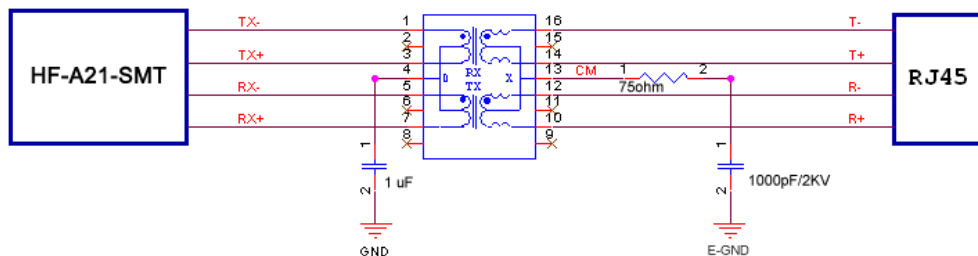 HF-A21-SMT
TX-
TX+
RX-
RX+
1
2
3
4
5
6
7
8
D
RX
TX
X
16
15
14
13
12
11
10
9
T-
T+
R-
R+
CM
1
2
75ohm
RJ45
1
2
1 uF
GND
1
2
1000pF/2KV
E-GND